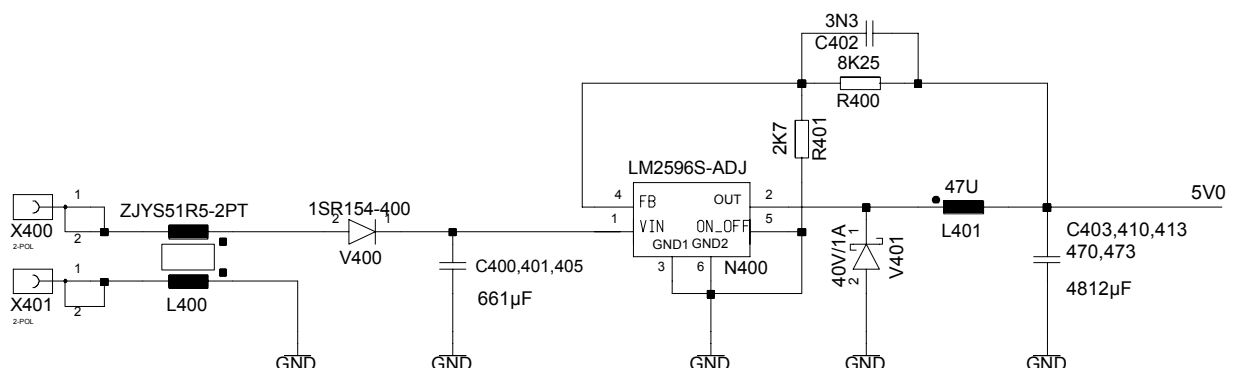 3N3
C402
8K25
R400
2K7
R401
LM2596S-ADJ
4
FB
OUT
2
1
VIN
ON_OFF
5
GND1
GND2
3
6
N400
1
X400
2
2-POL
ZJYS51R5-2PT
1
X401
2
2-POL
L400
1SR154-400
2
1
V400
C400,401,405
661µF
40V/1A
1
2
V401
47U
L401
5V0
C403,410,413
470,473
4812µF
GND
GND
GND
GND
GND